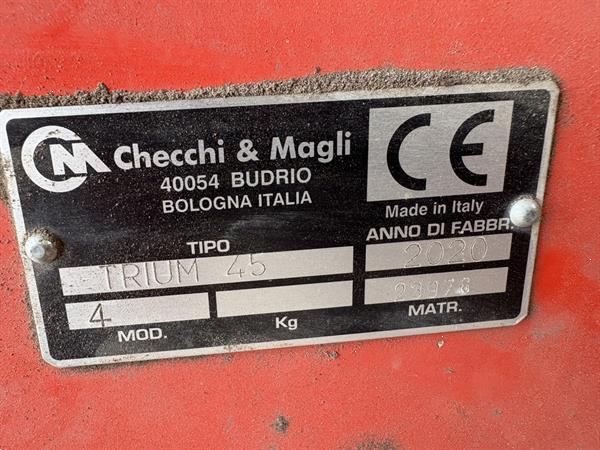 CM Checchi & Magli
40054 BUDRIO
BOLOGNA ITALIA
CE
Made in Italy
TIPO
ANNO DI FABBR.
TRIUM 45
2020
4
MOD.
Kg
MATR.